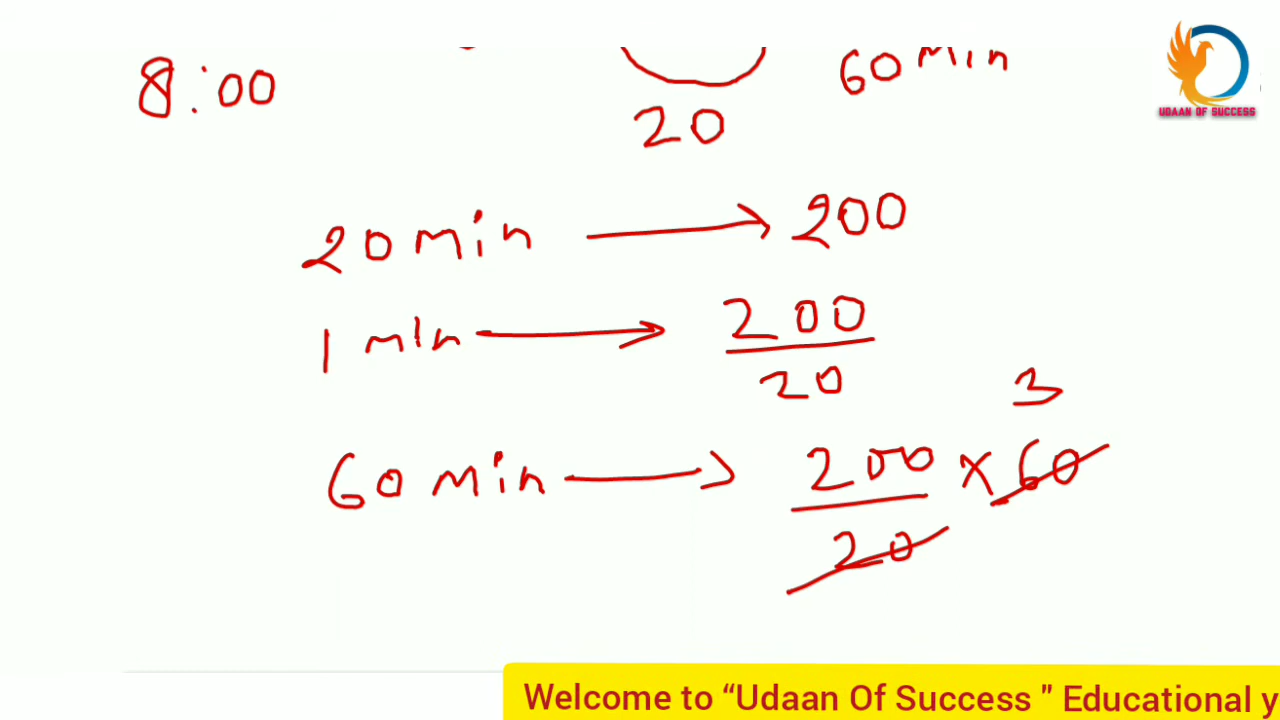 8:00
60 Min
20
UDAAN OF SUCCESS
20 min → 200
1 min → 200/20
3
60 min → 200/20 × 60
Welcome to “Udaan Of Success " Educational y